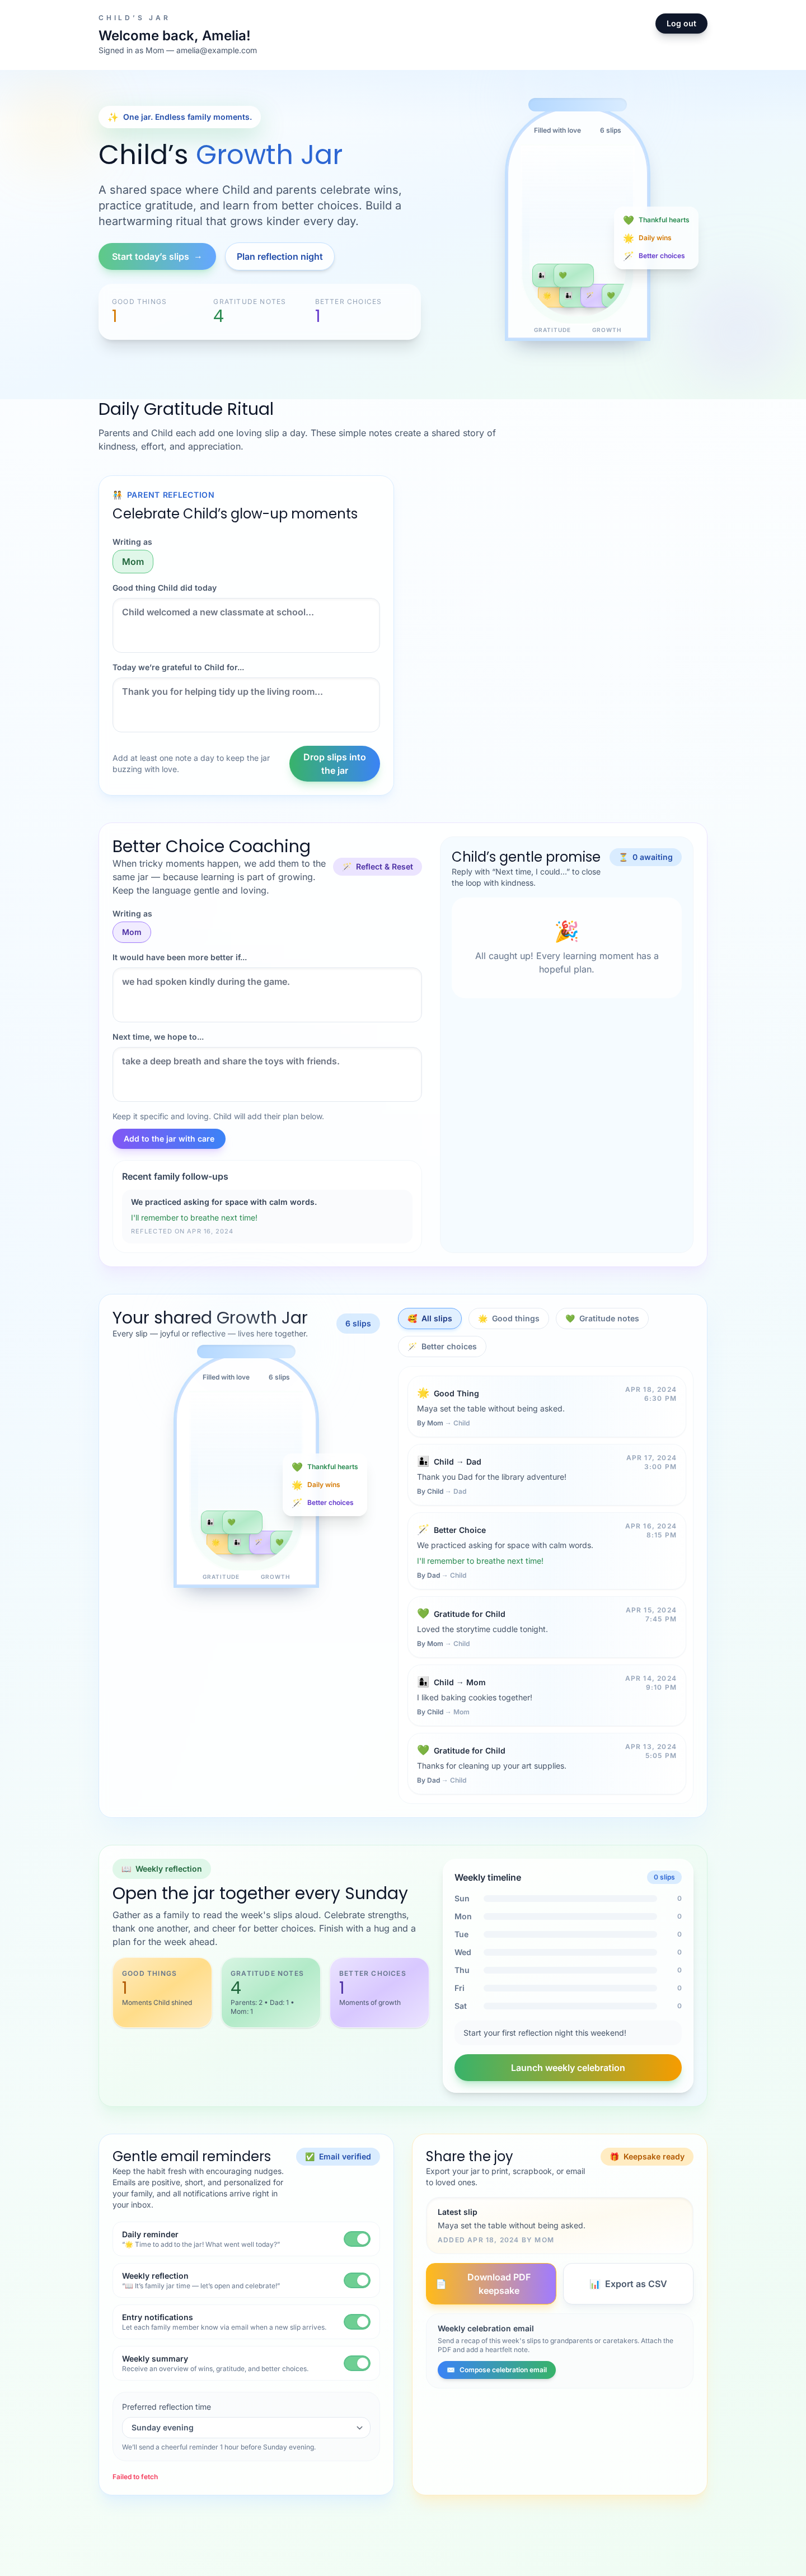 CHILD'S JAR
Welcome back, Amelia!
Signed in as Mom — amelia@example.com
Log out
✨ One jar. Endless family moments.
Child’s Growth Jar
A shared space where Child and parents celebrate wins,
practice gratitude, and learn from better choices. Build a
heartwarming ritual that grows kinder every day.
Start today’s slips →
Plan reflection night
GOOD THINGS
1
GRATITUDE NOTES
4
BETTER CHOICES
1
Filled with love
6 slips
💚 Thankful hearts
🌟 Daily wins
🪄 Better choices
GRATITUDE
GROWTH
Daily Gratitude Ritual
Parents and Child each add one loving slip a day. These simple notes create a shared story of
kindness, effort, and appreciation.
PARENT REFLECTION
Celebrate Child’s glow-up moments
Writing as
Mom
Good thing Child did today
Child welcomed a new classmate at school...
Today we’re grateful to Child for...
Thank you for helping tidy up the living room...
Add at least one note a day to keep the jar
buzzing with love.
Drop slips into
the jar
Better Choice Coaching
When tricky moments happen, we add them to the
same jar — because learning is part of growing.
Keep the language gentle and loving.
🪄 Reflect & Reset
Writing as
Mom
It would have been more better if...
we had spoken kindly during the game.
Next time, we hope to...
take a deep breath and share the toys with friends.
Keep it specific and loving. Child will add their plan below.
Add to the jar with care
Recent family follow-ups
We practiced asking for space with calm words.
I'll remember to breathe next time!
REFLECTED ON APR 16, 2024
Child’s gentle promise
Reply with “Next time, I could...” to close
the loop with kindness.
⏳ 0 awaiting
🎉
All caught up! Every learning moment has a
hopeful plan.
Your shared Growth Jar
Every slip — joyful or reflective — lives here together.
6 slips
Filled with love
6 slips
💚 Thankful hearts
🌟 Daily wins
🪄 Better choices
GRATITUDE
GROWTH
🥰 All slips
🌟 Good things
💚 Gratitude notes
🪄 Better choices
🌟 Good Thing
APR 18, 2024
6:30 PM
Maya set the table without being asked.
By Mom → Child
Child → Dad
APR 17, 2024
3:00 PM
Thank you Dad for the library adventure!
By Child → Dad
🪄 Better Choice
APR 16, 2024
8:15 PM
We practiced asking for space with calm words.
I'll remember to breathe next time!
By Dad → Child
💚 Gratitude for Child
APR 15, 2024
7:45 PM
Loved the storytime cuddle tonight.
By Mom → Child
Child → Mom
APR 14, 2024
9:10 PM
I liked baking cookies together!
By Child → Mom
💚 Gratitude for Child
APR 13, 2024
5:05 PM
Thanks for cleaning up your art supplies.
By Dad → Child
📖 Weekly reflection
Open the jar together every Sunday
Gather as a family to read the week's slips aloud. Celebrate strengths,
thank one another, and cheer for better choices. Finish with a hug and a
plan for the week ahead.
GOOD THINGS
1
Moments Child shined
GRATITUDE NOTES
4
Parents: 2 • Dad: 1 •
Mom: 1
BETTER CHOICES
1
Moments of growth
Weekly timeline
0 slips
Sun 0
Mon 0
Tue 0
Wed 0
Thu 0
Fri 0
Sat 0
Start your first reflection night this weekend!
Launch weekly celebration
Gentle email reminders
Keep the habit fresh with encouraging nudges.
Emails are positive, short, and personalized for
your family, and all notifications arrive right in
your inbox.
✅ Email verified
Daily reminder
“🌟 Time to add to the jar! What went well today?”
Weekly reflection
“📖 It’s family jar time — let’s open and celebrate!”
Entry notifications
Let each family member know via email when a new slip arrives.
Weekly summary
Receive an overview of wins, gratitude, and better choices.
Preferred reflection time
Sunday evening
We’ll send a cheerful reminder 1 hour before Sunday evening.
Failed to fetch
Share the joy
Export your jar to print, scrapbook, or email
to loved ones.
🎁 Keepsake ready
Latest slip
Maya set the table without being asked.
ADDED APR 18, 2024 BY MOM
📄 Download PDF
keepsake
📊 Export as CSV
Weekly celebration email
Send a recap of this week's slips to grandparents or caretakers. Attach the
PDF and add a heartfelt note.
✉️ Compose celebration email